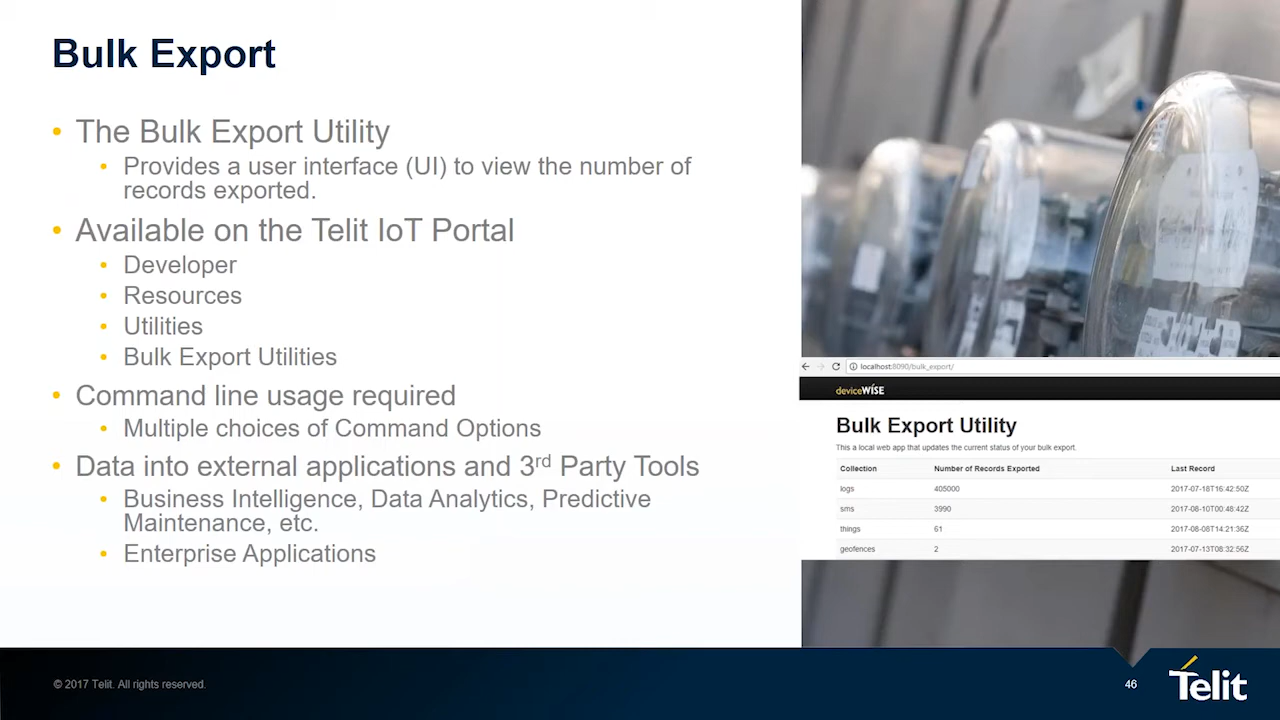 Bulk Export
• The Bulk Export Utility
• Provides a user interface (UI) to view the number of
records exported.
• Available on the Telit IoT Portal
• Developer
• Resources
• Utilities
• Bulk Export Utilities
• Command line usage required
• Multiple choices of Command Options
• Data into external applications and 3rd Party Tools
• Business Intelligence, Data Analytics, Predictive
Maintenance, etc.
• Enterprise Applications
localhost:8090/bulk_export/
deviceWISE
Bulk Export Utility
This a local web app that updates the current status of your bulk export.
Collection Number of Records Exported Last Record
logs 405000 2017-07-18T16:42:50Z
sms 3990 2017-08-10T00:48:42Z
things 61 2017-08-08T14:21:36Z
geofences 2 2017-07-13T08:32:56Z
© 2017 Telit. All rights reserved.
46
Telit